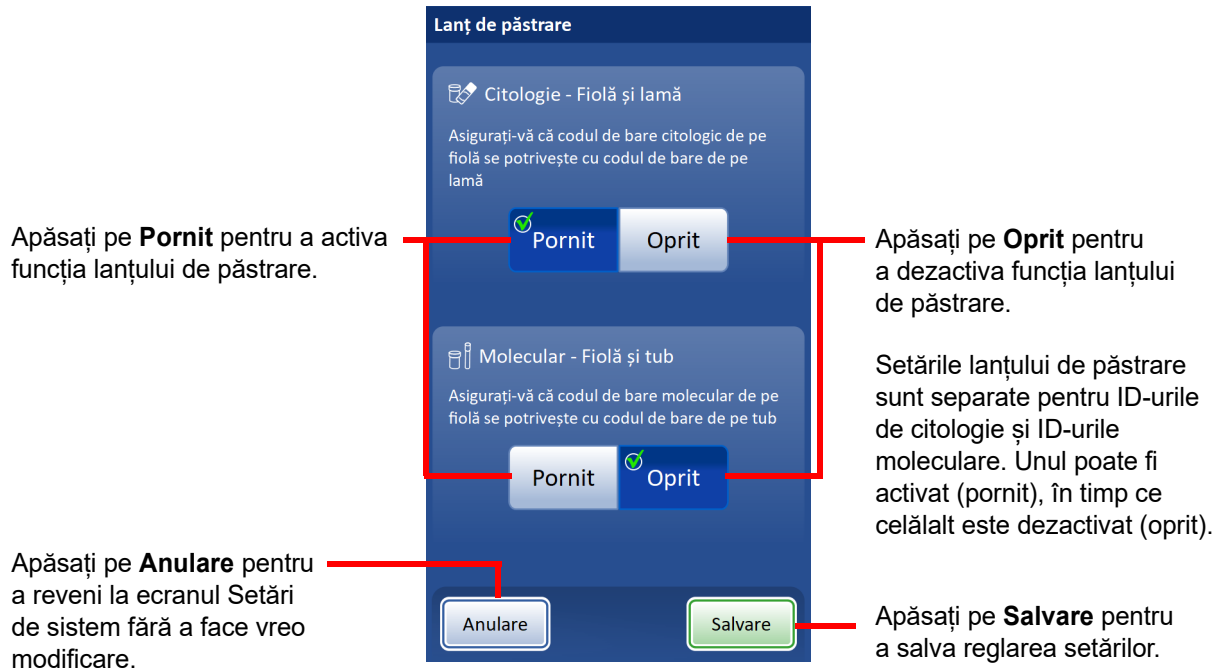 Lanț de păstrare
Citologie - Fiolă și lamă
Asigurați-vă că codul de bare citologic de pe
fiolă se potrivește cu codul de bare de pe
lamă
Pornit
Oprit
Apăsați pe Pornit pentru a activa
funcția lanțului de păstrare.
Apăsați pe Oprit pentru
a dezactiva funcția lanțului
de păstrare.
Setările lanțului de păstrare
sunt separate pentru ID-urile
de citologie și ID-urile
moleculare. Unul poate fi
activat (pornit), în timp ce
celălalt este dezactivat (oprit).
Molecular - Fiolă și tub
Asigurați-vă că codul de bare molecular de pe
fiolă se potrivește cu codul de bare de pe tub
Pornit
Oprit
Apăsați pe Anulare pentru
a reveni la ecranul Setări
de sistem fără a face vreo
modificare.
Anulare
Salvare
Apăsați pe Salvare pentru
a salva reglarea setărilor.